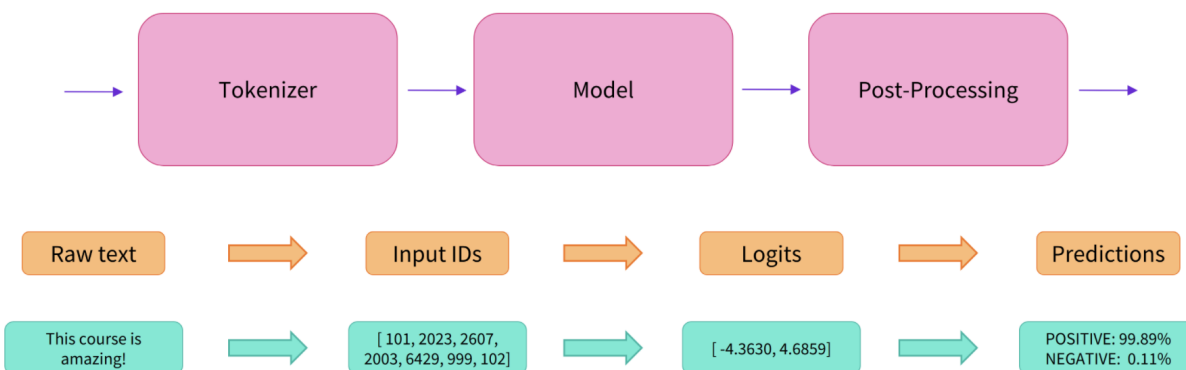 Tokenizer
Model
Post-Processing
Raw text
Input IDs
Logits
Predictions
This course is
amazing!
[ 101, 2023, 2607,
2003, 6429, 999, 102]
[ -4.3630, 4.6859]
POSITIVE: 99.89%
NEGATIVE: 0.11%